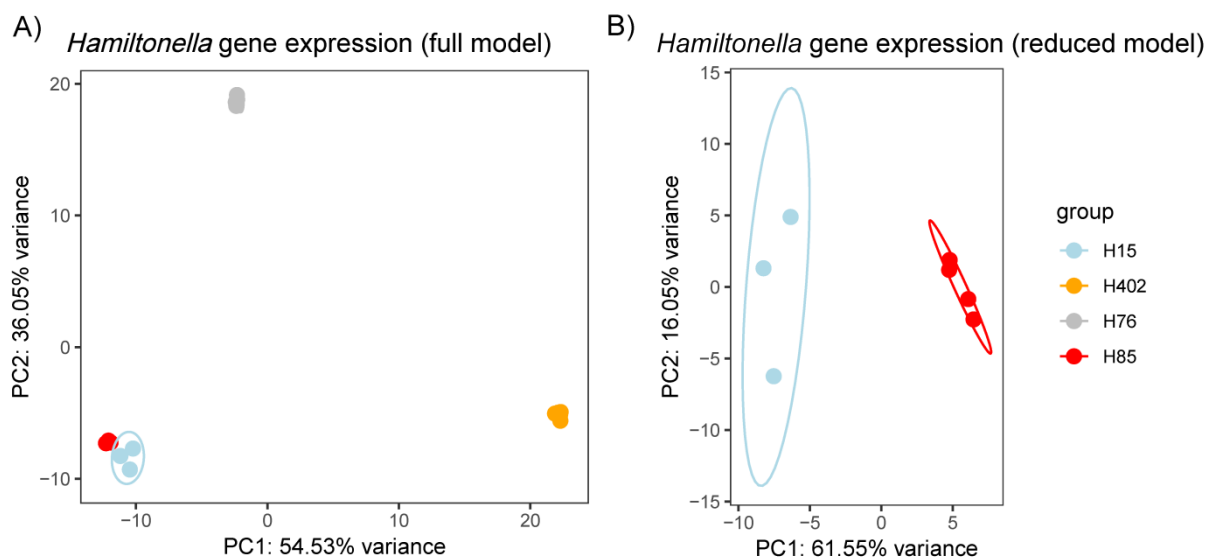 A)
Hamiltonella gene expression (full model)
20
10
0
−10
PC2: 36.05% variance
−10
0
10
20
PC1: 54.53% variance
B)
Hamiltonella gene expression (reduced model)
15
10
5
0
−5
−10
−15
PC2: 16.05% variance
−10
−5
0
5
PC1: 61.55% variance
group
H15
H402
H76
H85